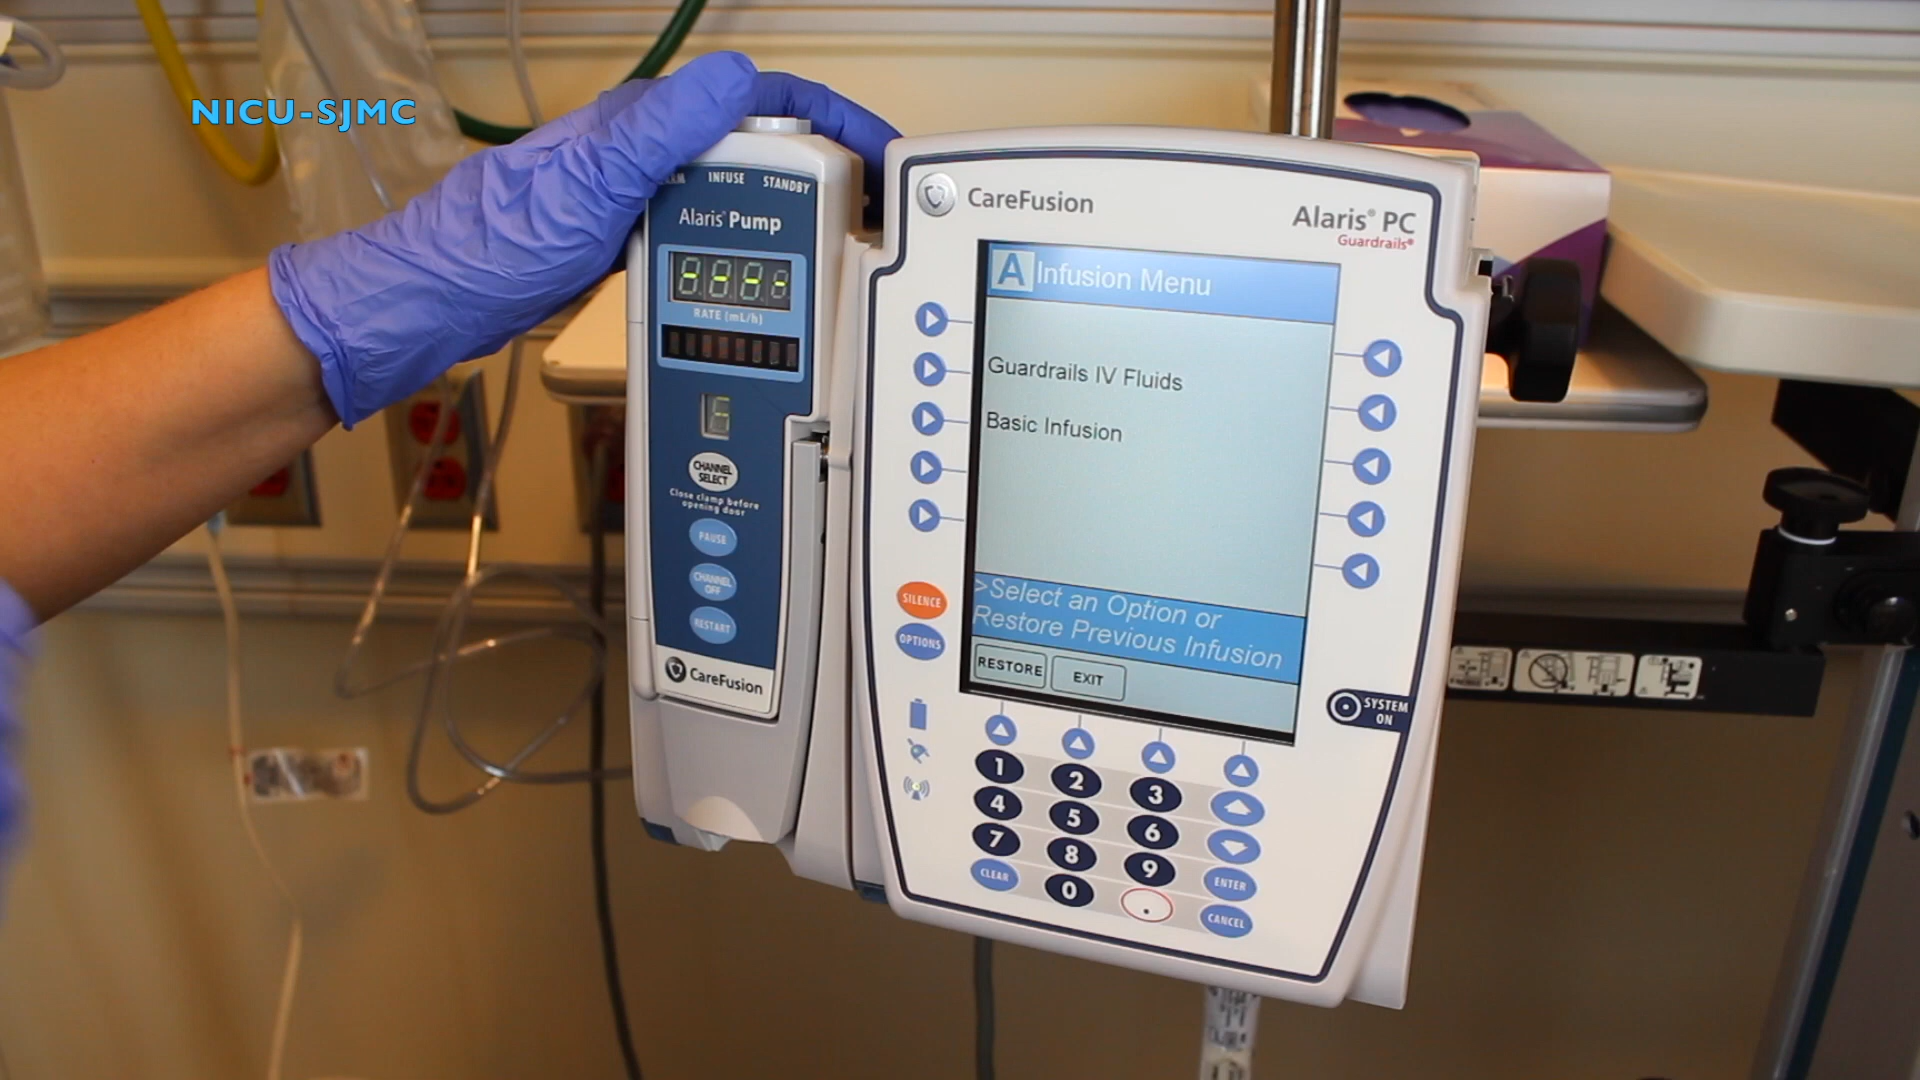 NICU-SJMC
INFUSE STANDBY
Alaris® Pump
RATE (mL/h)
CHANNEL
SELECT
Close clamp before
opening door
PAUSE
CHANNEL
OFF
RESTART
CareFusion
CareFusion
Alaris® PC
Guardrails®
A Infusion Menu
Guardrails IV Fluids
Basic Infusion
>Select an Option or
Restore Previous Infusion
RESTORE EXIT
SILENCE
OPTIONS
SYSTEM
ON
1 2 3
4 5 6
7 8 9
CLEAR 0 .
ENTER
CANCEL